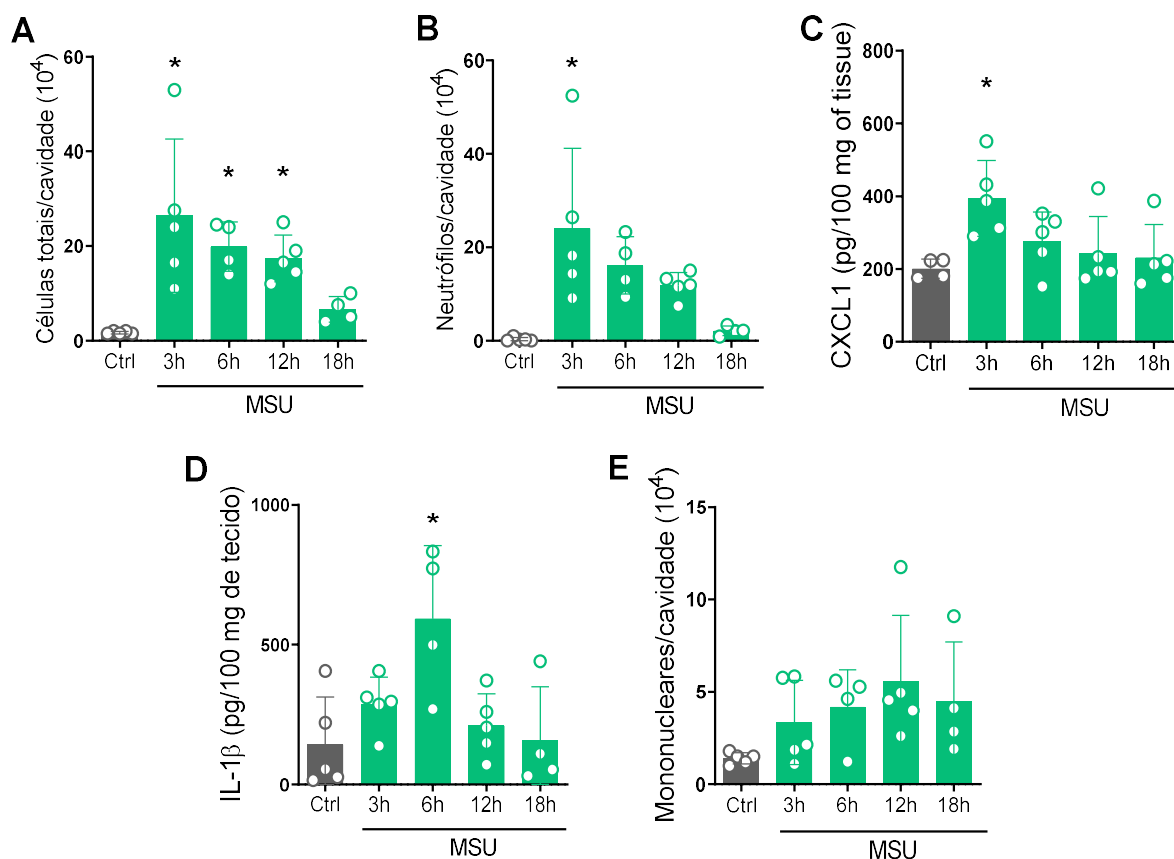 A
Células totais/cavidade (10⁴)
60
40
20
0
*
*
*
Ctrl 3h 6h 12h 18h
MSU
B
Neutrófilos/cavidade (10⁴)
60
40
20
0
*
Ctrl 3h 6h 12h 18h
MSU
C
CXCL1 (pg/100 mg of tissue)
800
600
400
200
0
*
Ctrl 3h 6h 12h 18h
MSU
D
IL-1β (pg/100 mg de tecido)
1000
500
0
*
Ctrl 3h 6h 12h 18h
MSU
E
Mononucleares/cavidade (10⁴)
15
10
5
0
Ctrl 3h 6h 12h 18h
MSU